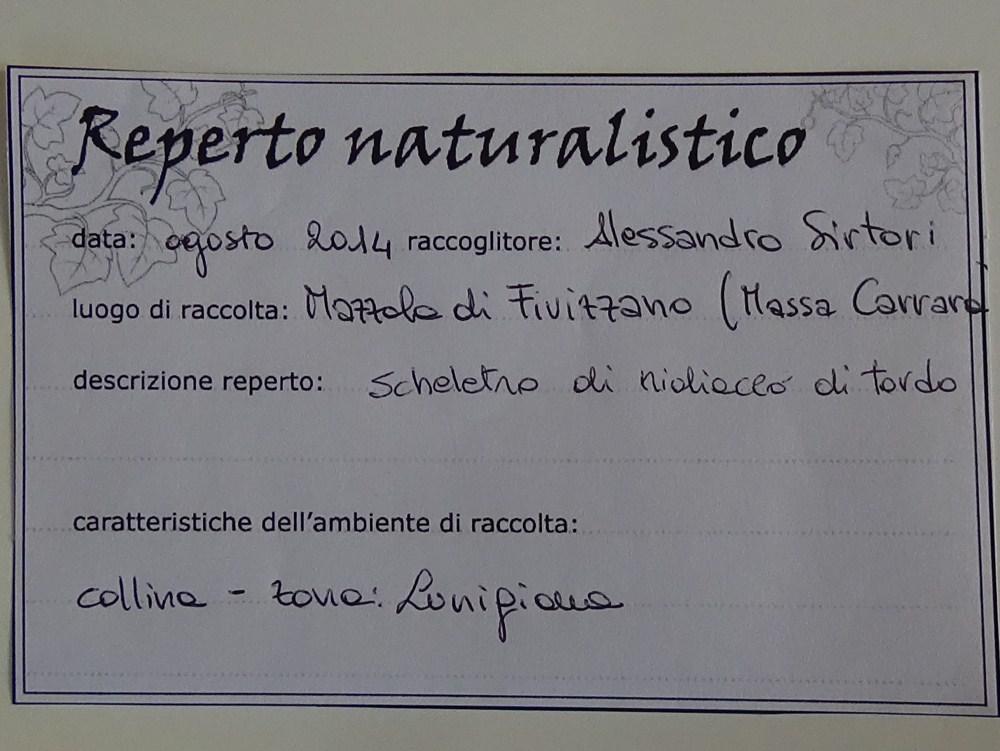 Reperto naturalistico
data: agosto 2014 raccoglitore: Alessandro Sirtori
luogo di raccolta: Mazzola di Fivizzano (Massa Carrara)
descrizione reperto: scheletro di nidiaceo di tordo
caratteristiche dell'ambiente di raccolta:
collina - zona: Lunigiana